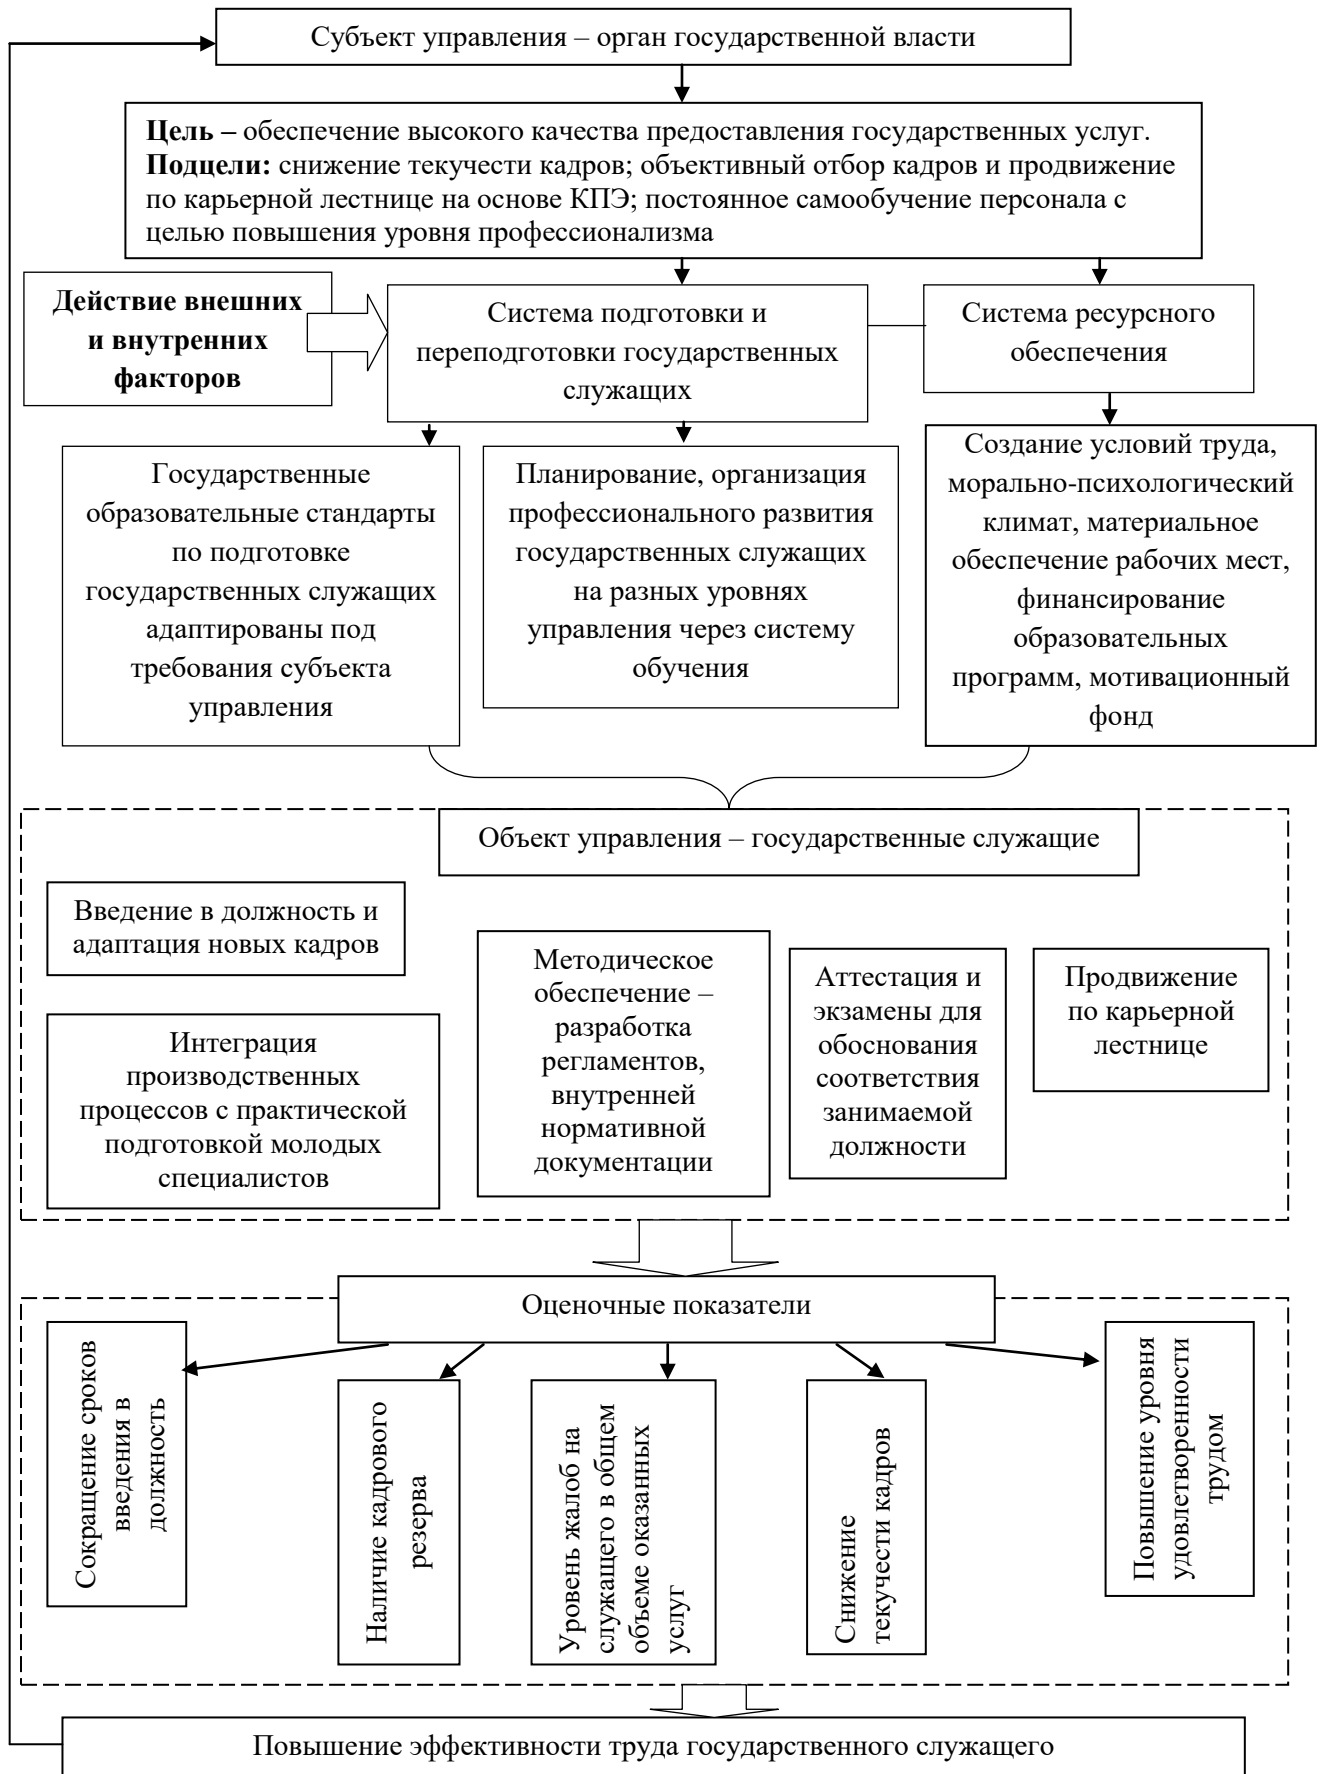 Субъект управления – орган государственной власти
Цель – обеспечение высокого качества предоставления государственных услуг.
Подцели: снижение текучести кадров; объективный отбор кадров и продвижение
по карьерной лестнице на основе КПЭ; постоянное самообучение персонала с
целью повышения уровня профессионализма
Действие внешних
и внутренних
факторов
Система подготовки и
переподготовки государственных
служащих
Система ресурсного
обеспечения
Государственные
образовательные стандарты
по подготовке
государственных служащих
адаптированы под
требования субъекта
управления
Планирование, организация
профессионального развития
государственных служащих
на разных уровнях
управления через систему
обучения
Создание условий труда,
морально-психологический
климат, материальное
обеспечение рабочих мест,
финансирование
образовательных
программ, мотивационный
фонд
Объект управления – государственные служащие
Введение в должность и
адаптация новых кадров
Интеграция
производственных
процессов с практической
подготовкой молодых
специалистов
Методическое
обеспечение –
разработка
регламентов,
внутренней
нормативной
документации
Аттестация и
экзамены для
обоснования
соответствия
занимаемой
должности
Продвижение
по карьерной
лестнице
Оценочные показатели
Сокращение сроков
введения в
должность
Наличие кадрового
резерва
Уровень жалоб на
служащего в общем
объеме оказанных
услуг
Снижение
текучести кадров
Повышение уровня
удовлетворенности
трудом
Повышение эффективности труда государственного служащего